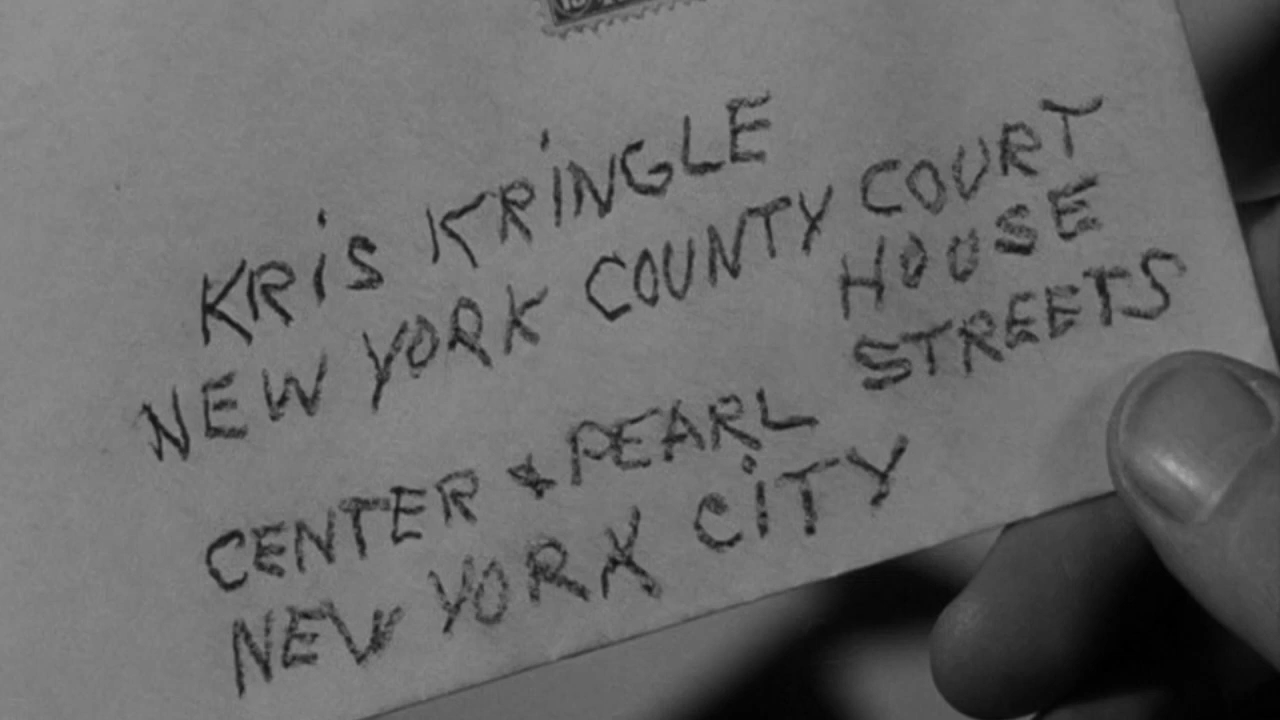 KRiS KRiNGLE
NEW YORK COUNTY COURT
HOUSE
CENTER & PEARL STREETS
NEW YORK CiTY